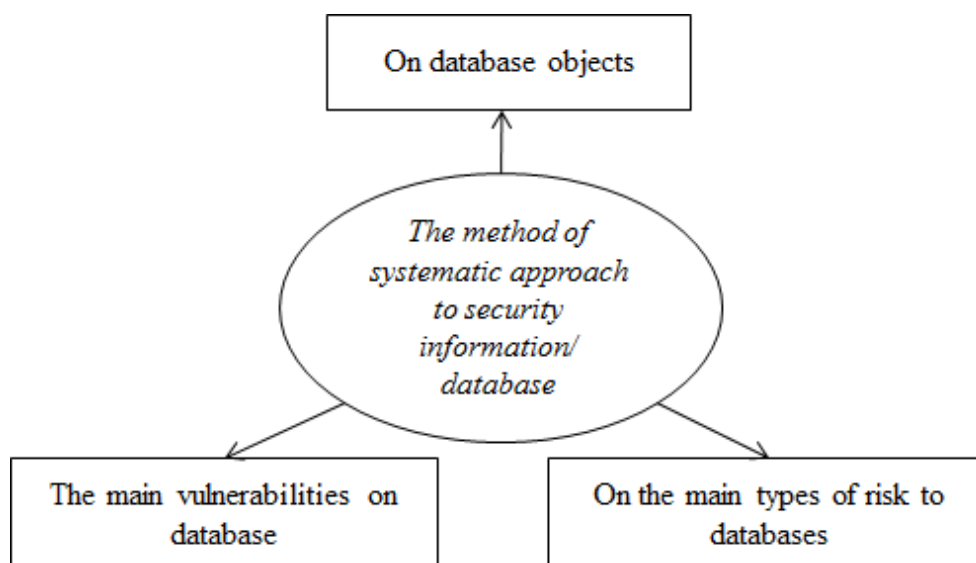 On database objects
The method of
systematic approach
to security
information/
database
The main vulnerabilities on
database
On the main types of risk to
databases